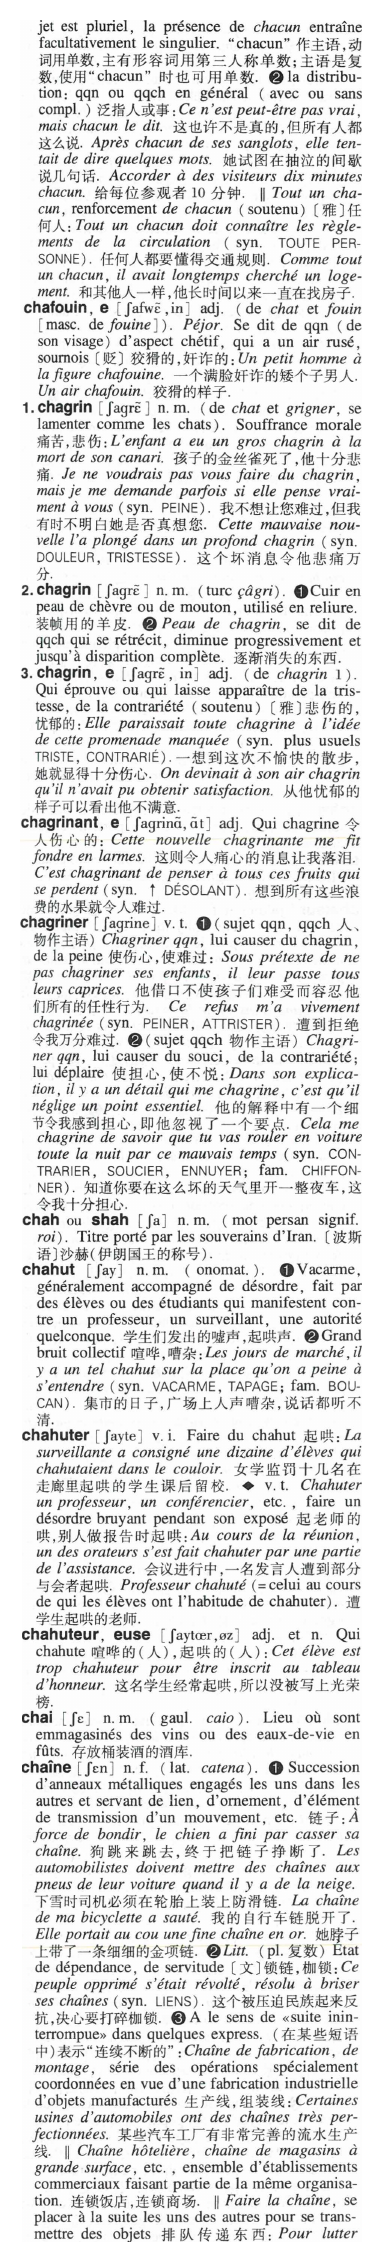 jet est pluriel, la présence de chacun entraîne
facultativement le singulier. “chacun” 作主语,动
词用单数,主有形容词用第三人称单数;主语是复
数,使用“chacun” 时也可用单数. ❷ la distribu-
tion: qqn ou qqch en général (avec ou sans
compl.) 泛指人或事: Ce n'est peut-être pas vrai,
mais chacun le dit. 这也许不是真的,但所有人都
这么说. Après chacun de ses sanglots, elle ten-
tait de dire quelques mots. 她试图在抽泣的间歇
说几句话. Accorder à des visiteurs dix minutes
chacun. 给每位参观者 10 分钟. ‖ Tout un cha-
cun, renforcement de chacun (soutenu) 〔雅〕任
何人: Tout un chacun doit connaître les règle-
ments de la circulation (syn. TOUTE PER-
SONNE). 任何人都要懂得交通规则. Comme tout
un chacun, il avait longtemps cherché un loge-
ment. 和其他人一样,他长时间以来一直在找房子.
chafouin, e [ʃafwɛ̃, in] adj. (de chat et fouin
[masc. de fouine]). Péjor. Se dit de qqn (de
son visage) d'aspect chétif, qui a un air rusé,
sournois〔贬〕狡猾的,奸诈的: Un petit homme à
la figure chafouine. 一个满脸奸诈的矮个子男人.
Un air chafouin. 狡猾的样子.
1. chagrin [ʃagrɛ̃] n. m. (de chat et grigner, se
lamenter comme les chats). Souffrance morale
痛苦,悲伤: L'enfant a eu un gros chagrin à la
mort de son canari. 孩子的金丝雀死了,他十分悲
痛. Je ne voudrais pas vous faire du chagrin,
mais je me demande parfois si elle pense vrai-
ment à vous (syn. PEINE). 我不想让您难过,但我
有时不明白她是否真想您. Cette mauvaise nou-
velle l'a plongé dans un profond chagrin (syn.
DOULEUR, TRISTESSE). 这个坏消息令他悲痛万
分.
2. chagrin [ʃagrɛ̃] n. m. (turc çâgri). ❶ Cuir en
peau de chèvre ou de mouton, utilisé en reliure.
装帧用的羊皮. ❷ Peau de chagrin, se dit de
qqch qui se rétrécit, diminue progressivement et
jusqu'à disparition complète. 逐渐消失的东西.
3. chagrin, e [ʃagrɛ̃, in] adj. (de chagrin 1).
Qui éprouve ou qui laisse apparaître de la tris-
tesse, de la contrariété (soutenu) 〔雅〕悲伤的,
忧郁的: Elle paraissait toute chagrine à l'idée
de cette promenade manquée (syn. plus usuels
TRISTE, CONTRARIÉ). 一想到这次不愉快的散步,
她就显得十分伤心. On devinait à son air chagrin
qu'il n'avait pu obtenir satisfaction. 从他忧郁的
样子可以看出他不满意.
chagrinant, e [ʃagrinɑ̃, ɑ̃t] adj. Qui chagrine 令
人伤心的: Cette nouvelle chagrinante me fit
fondre en larmes. 这则令人痛心的消息让我落泪.
C'est chagrinant de penser à tous ces fruits qui
se perdent (syn. ↑ DÉSOLANT). 想到所有这些浪
费的水果就令人难过.
chagriner [ʃagrine] v. t. ❶ (sujet qqn, qqch 人、
物作主语) Chagriner qqn, lui causer du chagrin,
de la peine 使伤心,使难过: Sous prétexte de ne
pas chagriner ses enfants, il leur passe tous
leurs caprices. 他借口不使孩子们难受而容忍他
们所有的任性行为. Ce refus m'a vivement
chagrinée (syn. PEINER, ATTRISTER). 遭到拒绝
令我万分难过. ❷ (sujet qqch 物作主语) Chagri-
ner qqn, lui causer du souci, de la contrariété;
lui déplaire 使担心,使不悦: Dans son explica-
tion, il y a un détail qui me chagrine, c'est qu'il
néglige un point essentiel. 他的解释中有一个细
节令我感到担心,即他忽视了一个要点. Cela me
chagrine de savoir que tu vas rouler en voiture
toute la nuit par ce mauvais temps (syn. CON-
TRARIER, SOUCIER, ENNUYER; fam. CHIFFON-
NER). 知道你要在这么坏的天气里开一整夜车,这
令我十分担心.
chah ou shah [ʃa] n. m. (mot persan signif.
roi). Titre porté par les souverains d'Iran.〔波斯
语〕沙赫(伊朗国王的称号).
chahut [ʃay] n. m. (onomat.). ❶ Vacarme,
généralement accompagné de désordre, fait par
des élèves ou des étudiants qui manifestent con-
tre un professeur, un surveillant, une autorité
quelconque. 学生们发出的嘘声,起哄声. ❷ Grand
bruit collectif 喧哗,嘈杂: Les jours de marché, il
y a un tel chahut sur la place qu'on a peine à
s'entendre (syn. VACARME, TAPAGE; fam. BOU-
CAN). 集市的日子,广场上人声嘈杂,说话都听不
清.
chahuter [ʃayte] v. i. Faire du chahut 起哄: La
surveillante a consigné une dizaine d'élèves qui
chahutaient dans le couloir. 女学监罚十几名在
走廊里起哄的学生课后留校. ◆ v. t. Chahuter
un professeur, un conférencier, etc., faire un
désordre bruyant pendant son exposé 起老师的
哄,别人做报告时起哄: Au cours de la réunion,
un des orateurs s'est fait chahuter par une partie
de l'assistance. 会议进行中,一名发言人遭到部分
与会者起哄. Professeur chahuté (=celui au cours
de qui les élèves ont l'habitude de chahuter). 遭
学生起哄的老师.
chahuteur, euse [ʃaytœr, øz] adj. et n. Qui
chahute 喧哗的(人),起哄的(人): Cet élève est
trop chahuteur pour être inscrit au tableau
d'honneur. 这名学生经常起哄,所以没被写上光荣
榜.
chai [ʃɛ] n. m. (gaul. caio). Lieu où sont
emmagasinés des vins ou des eaux-de-vie en
fûts. 存放桶装酒的酒库.
chaîne [ʃɛn] n. f. (lat. catena). ❶ Succession
d'anneaux métalliques engagés les uns dans les
autres et servant de lien, d'ornement, d'élément
de transmission d'un mouvement, etc. 链子: À
force de bondir, le chien a fini par casser sa
chaîne. 狗跳来跳去,终于把链子挣断了. Les
automobilistes doivent mettre des chaînes aux
pneus de leur voiture quand il y a de la neige.
下雪时司机必须在轮胎上装上防滑链. La chaîne
de ma bicyclette a sauté. 我的自行车链脱开了.
Elle portait au cou une fine chaîne en or. 她脖子
上带了一条细细的金项链. ❷ Litt. (pl. 复数) État
de dépendance, de servitude〔文〕锁链,枷锁: Ce
peuple opprimé s'était révolté, résolu à briser
ses chaînes (syn. LIENS). 这个被压迫民族起来反
抗,决心要打碎枷锁. ❸ A le sens de «suite inin-
terrompue» dans quelques express. (在某些短语
中)表示“连续不断的”: Chaîne de fabrication, de
montage, série des opérations spécialement
coordonnées en vue d'une fabrication industrielle
d'objets manufacturés 生产线,组装线: Certaines
usines d'automobiles ont des chaînes très per-
fectionnées. 某些汽车工厂有非常完善的流水生产
线. ‖ Chaîne hôtelière, chaîne de magasins à
grande surface, etc., ensemble d'établissements
commerciaux faisant partie de la même organisa-
tion. 连锁饭店,连锁商场. ‖ Faire la chaîne, se
placer à la suite les uns des autres pour se trans-
mettre des objets 排队传递东西: Pour lutter